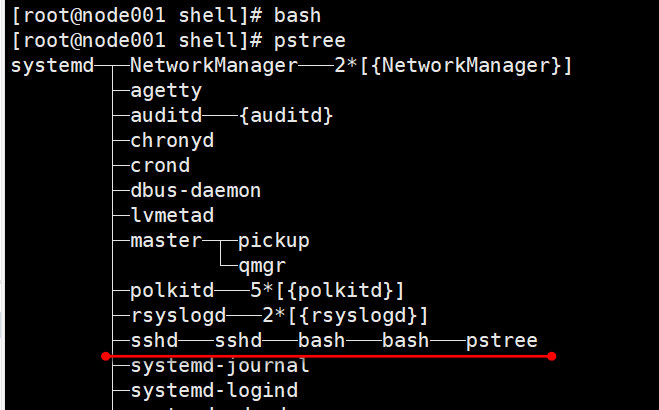 [root@node001 shell]# bash
[root@node001 shell]# pstree
systemd─┬─NetworkManager───2*[{NetworkManager}]
        ├─agetty
        ├─auditd───{auditd}
        ├─chronyd
        ├─crond
        ├─dbus-daemon
        ├─lvmetad
        ├─master─┬─pickup
        │        └─qmgr
        ├─polkitd───5*[{polkitd}]
        ├─rsyslogd───2*[{rsyslogd}]
        ├─sshd───sshd───bash───bash───pstree
        ├─systemd-journal
        ├─systemd-logind